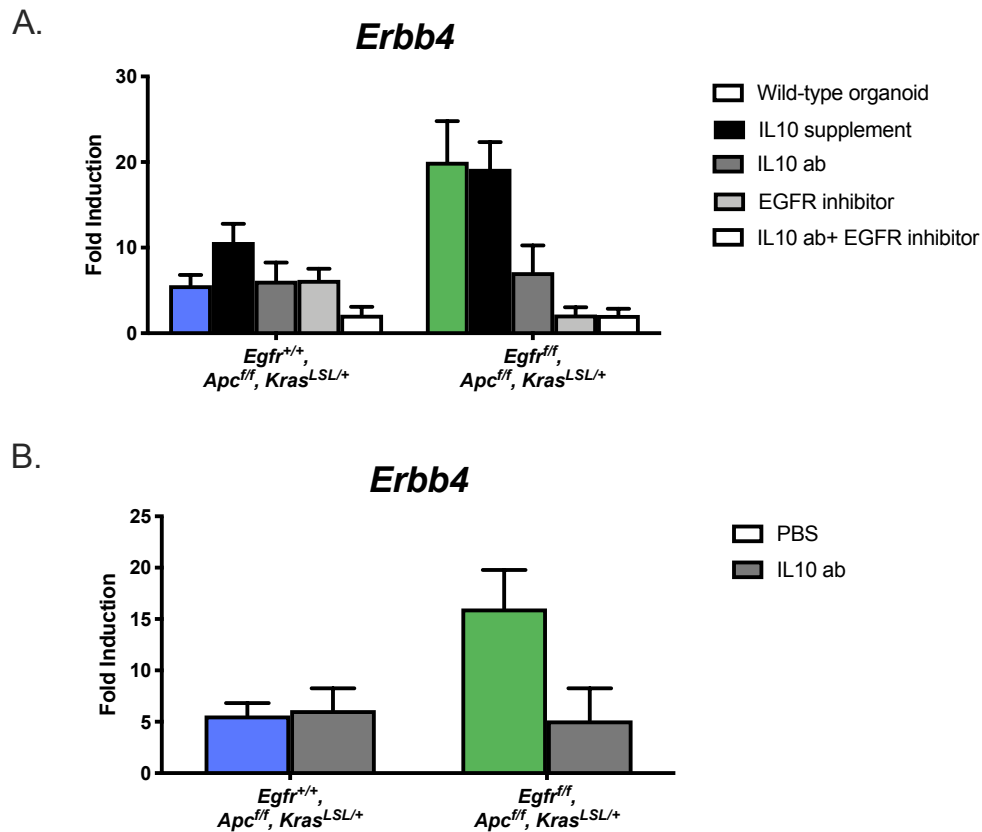 A.
Erbb4
Fold Induction
30
20
10
0
Egfr+/+,
Apcf/f, KrasLSL/+
Egfrf/f,
Apcf/f, KrasLSL/+
Wild-type organoid
IL10 supplement
IL10 ab
EGFR inhibitor
IL10 ab+ EGFR inhibitor
B.
Erbb4
Fold Induction
25
20
15
10
5
0
Egfr+/+,
Apcf/f, KrasLSL/+
Egfrf/f,
Apcf/f, KrasLSL/+
PBS
IL10 ab